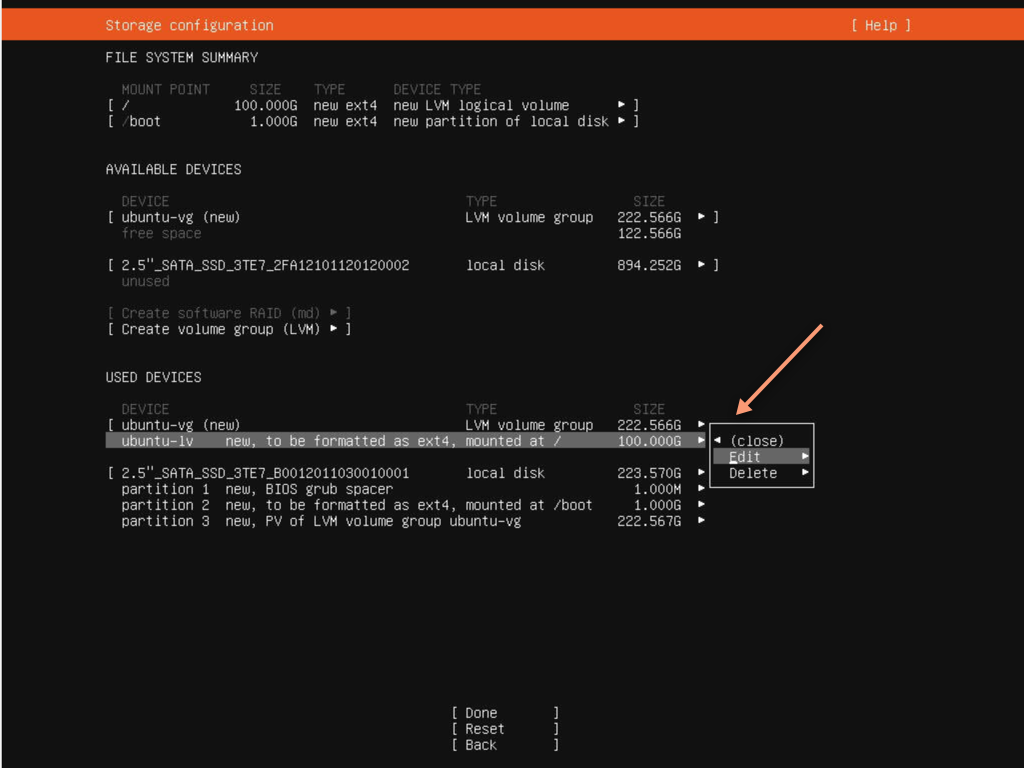 Storage configuration [ Help ]
FILE SYSTEM SUMMARY
MOUNT POINT SIZE TYPE DEVICE TYPE
[ / 100.000G new ext4 new LVM logical volume ▸ ]
[ /boot 1.000G new ext4 new partition of local disk ▸ ]
AVAILABLE DEVICES
DEVICE TYPE SIZE
[ ubuntu-vg (new) LVM volume group 222.566G ▸ ]
free space 122.566G
[ 2.5"_SATA_SSD_3TE7_2FA12101120120002 local disk 894.252G ▸ ]
unused
[ Create software RAID (md) ▸ ]
[ Create volume group (LVM) ▸ ]
USED DEVICES
DEVICE TYPE SIZE
[ ubuntu-vg (new) LVM volume group 222.566G ▸
ubuntu-lv new, to be formatted as ext4, mounted at / 100.000G ▸ ◂ (close)
Edit ▸
[ 2.5"_SATA_SSD_3TE7_B0012011030010001 local disk 223.570G ▸ Delete ▸
partition 1 new, BIOS grub spacer 1.000M ▸
partition 2 new, to be formatted as ext4, mounted at /boot 1.000G ▸
partition 3 new, PV of LVM volume group ubuntu-vg 222.567G ▸
[ Done ]
[ Reset ]
[ Back ]